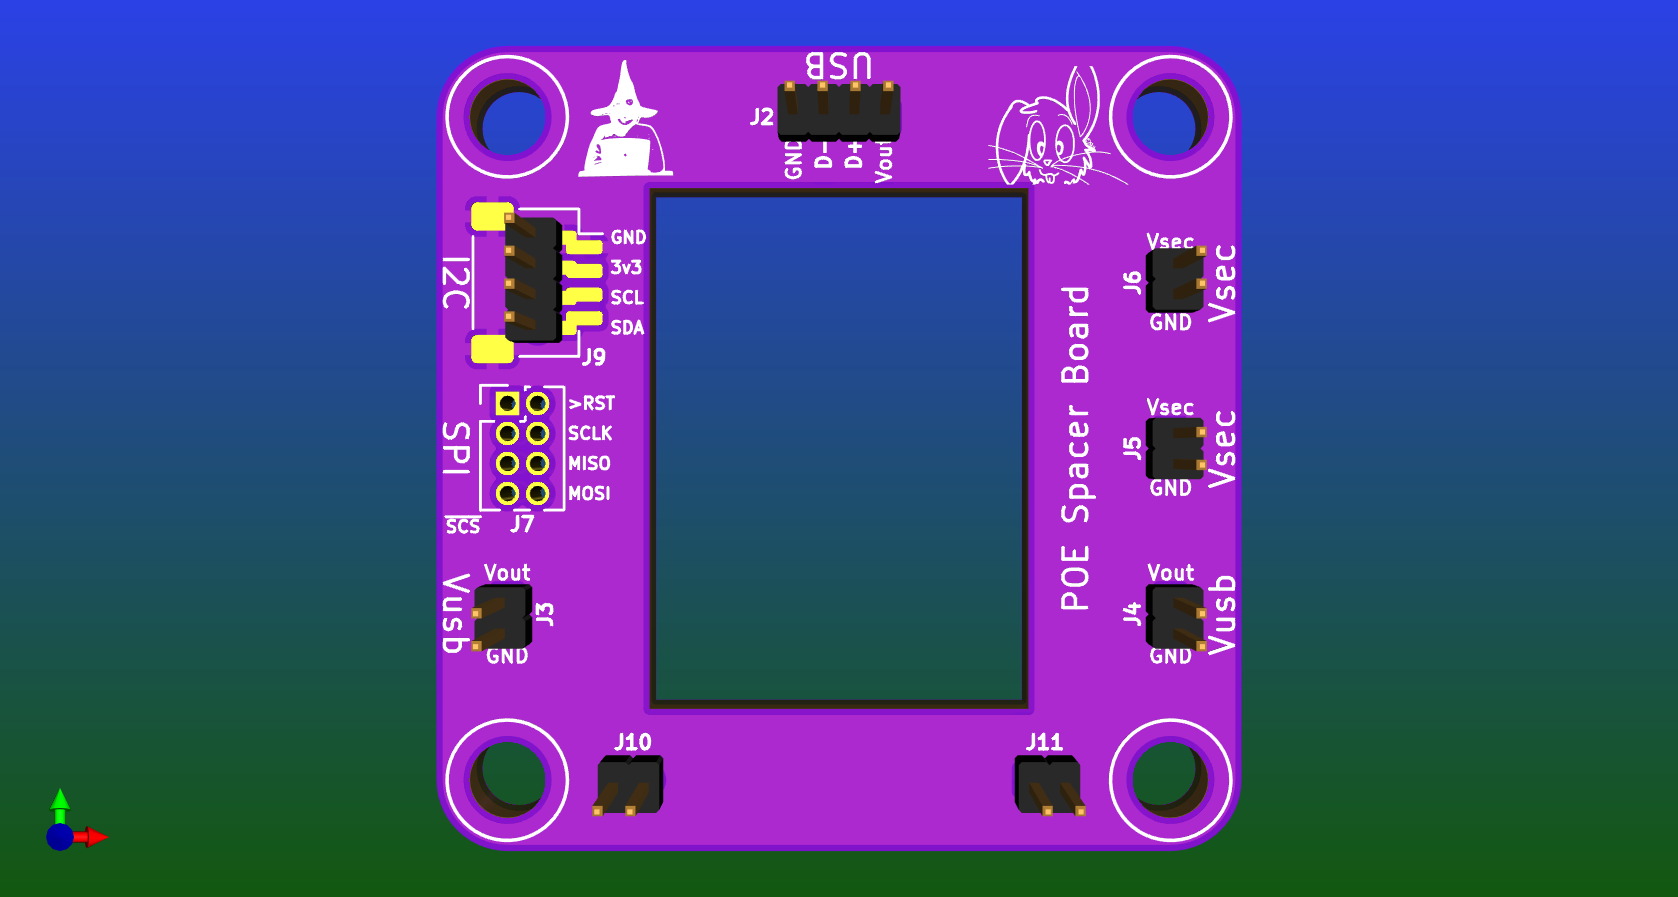 USB
J2
GND
D-
D+
Vout
I2C
GND
3v3
SCL
SDA
J9
SPI
>RST
SCLK
MISO
MOSI
SCS
J7
Vusb
Vout
J3
GND
POE Spacer Board
Vsec
J6
Vsec
GND
Vsec
J5
Vsec
GND
Vout
J4
Vusb
GND
J10
J11